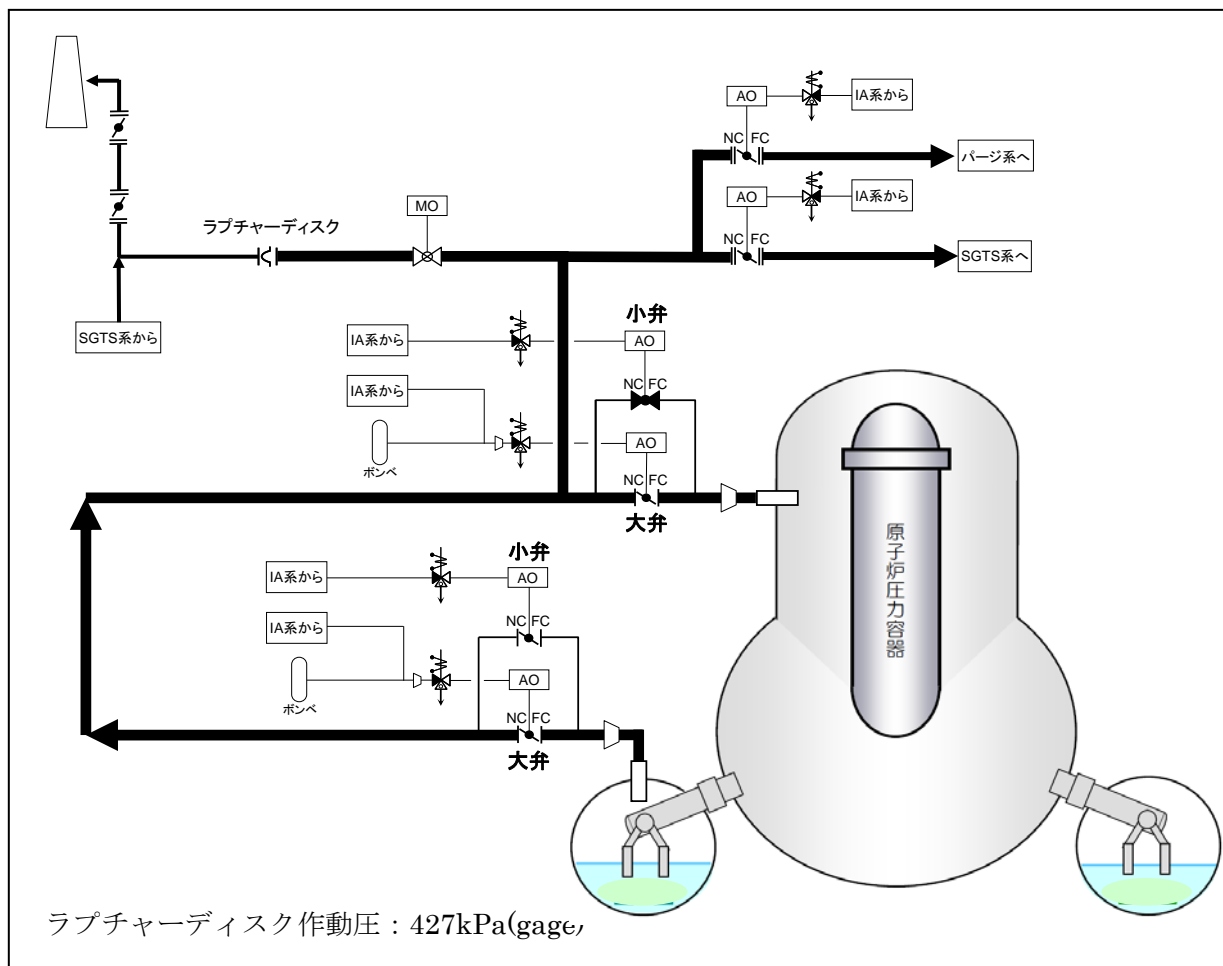 AO
IA系から
NC FC
パージ系へ
AO
IA系から
MO
ラプチャーディスク
NC FC
SGTS系へ
小弁
SGTS系から
IA系から
AO
NC FC
IA系から
AO
ボンベ
NC FC
大弁
小弁
IA系から
AO
IA系から
NC FC
AO
ボンベ
NC FC
大弁
原子炉圧力容器
ラプチャーディスク作動圧：427kPa(gage)